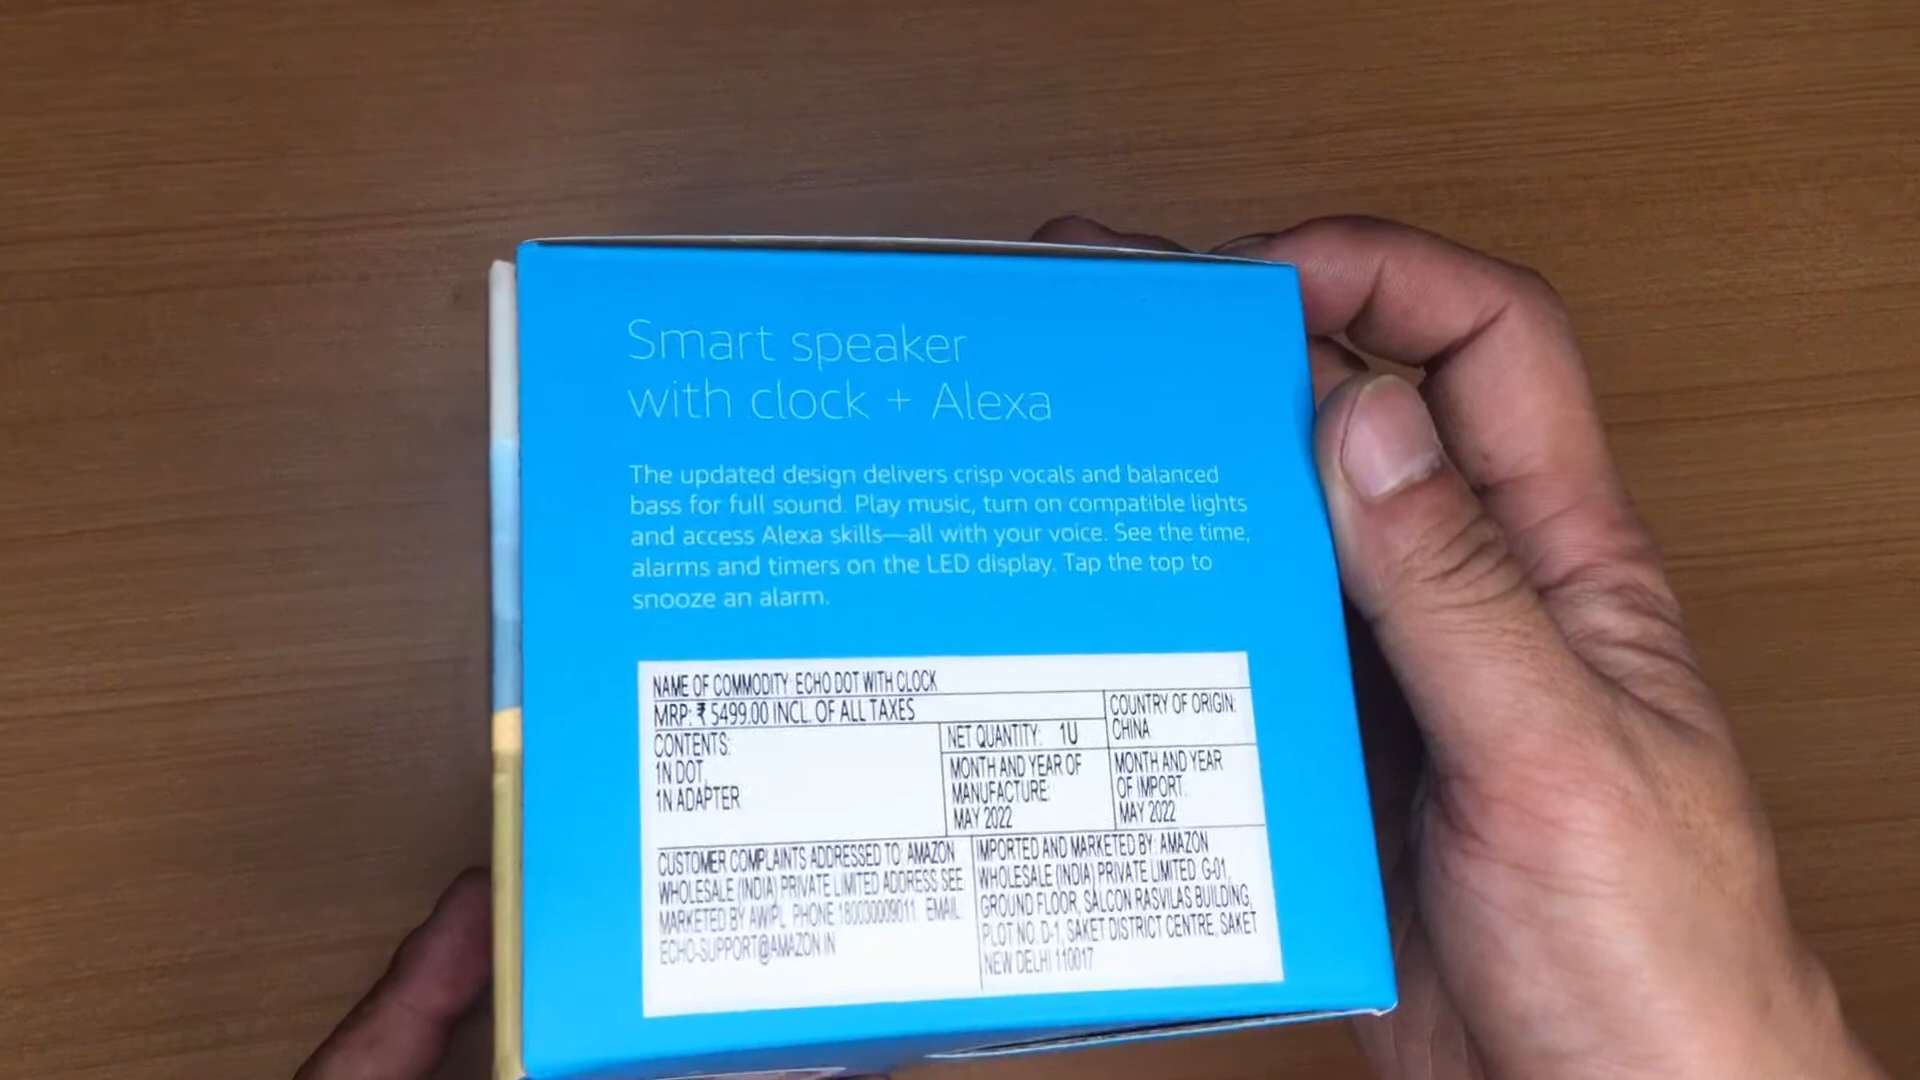 Smart speaker
with clock + Alexa
The updated design delivers crisp vocals and balanced
bass for full sound. Play music, turn on compatible lights
and access Alexa skills—all with your voice. See the time,
alarms and timers on the LED display. Tap the top to
snooze an alarm.
NAME OF COMMODITY: ECHO DOT WITH CLOCK
MRP: ₹ 5499.00 INCL. OF ALL TAXES
COUNTRY OF ORIGIN:
CHINA
CONTENTS:
1N DOT,
1N ADAPTER
NET QUANTITY: 1U
MONTH AND YEAR OF
MANUFACTURE:
MAY 2022
MONTH AND YEAR
OF IMPORT:
MAY 2022
CUSTOMER COMPLAINTS ADDRESSED TO: AMAZON
WHOLESALE (INDIA) PRIVATE LIMITED ADDRESS SEE
MARKETED BY AWIPL. PHONE 180030009011. EMAIL:
ECHO-SUPPORT@AMAZON.IN
IMPORTED AND MARKETED BY: AMAZON
WHOLESALE (INDIA) PRIVATE LIMITED. G-01,
GROUND FLOOR, SALCON RASVILAS BUILDING,
PLOT NO. D-1, SAKET DISTRICT CENTRE, SAKET
NEW DELHI 110017